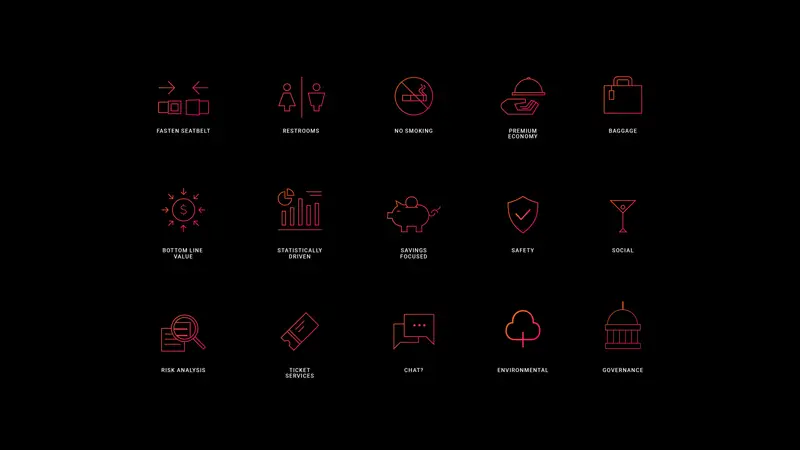 FASTEN SEATBELT
RESTROOMS
NO SMOKING
PREMIUM
ECONOMY
BAGGAGE
$
BOTTOM LINE
VALUE
STATISTICALLY
DRIVEN
SAVINGS
FOCUSED
SAFETY
SOCIAL
RISK ANALYSIS
TICKET
SERVICES
CHAT?
ENVIRONMENTAL
GOVERNANCE